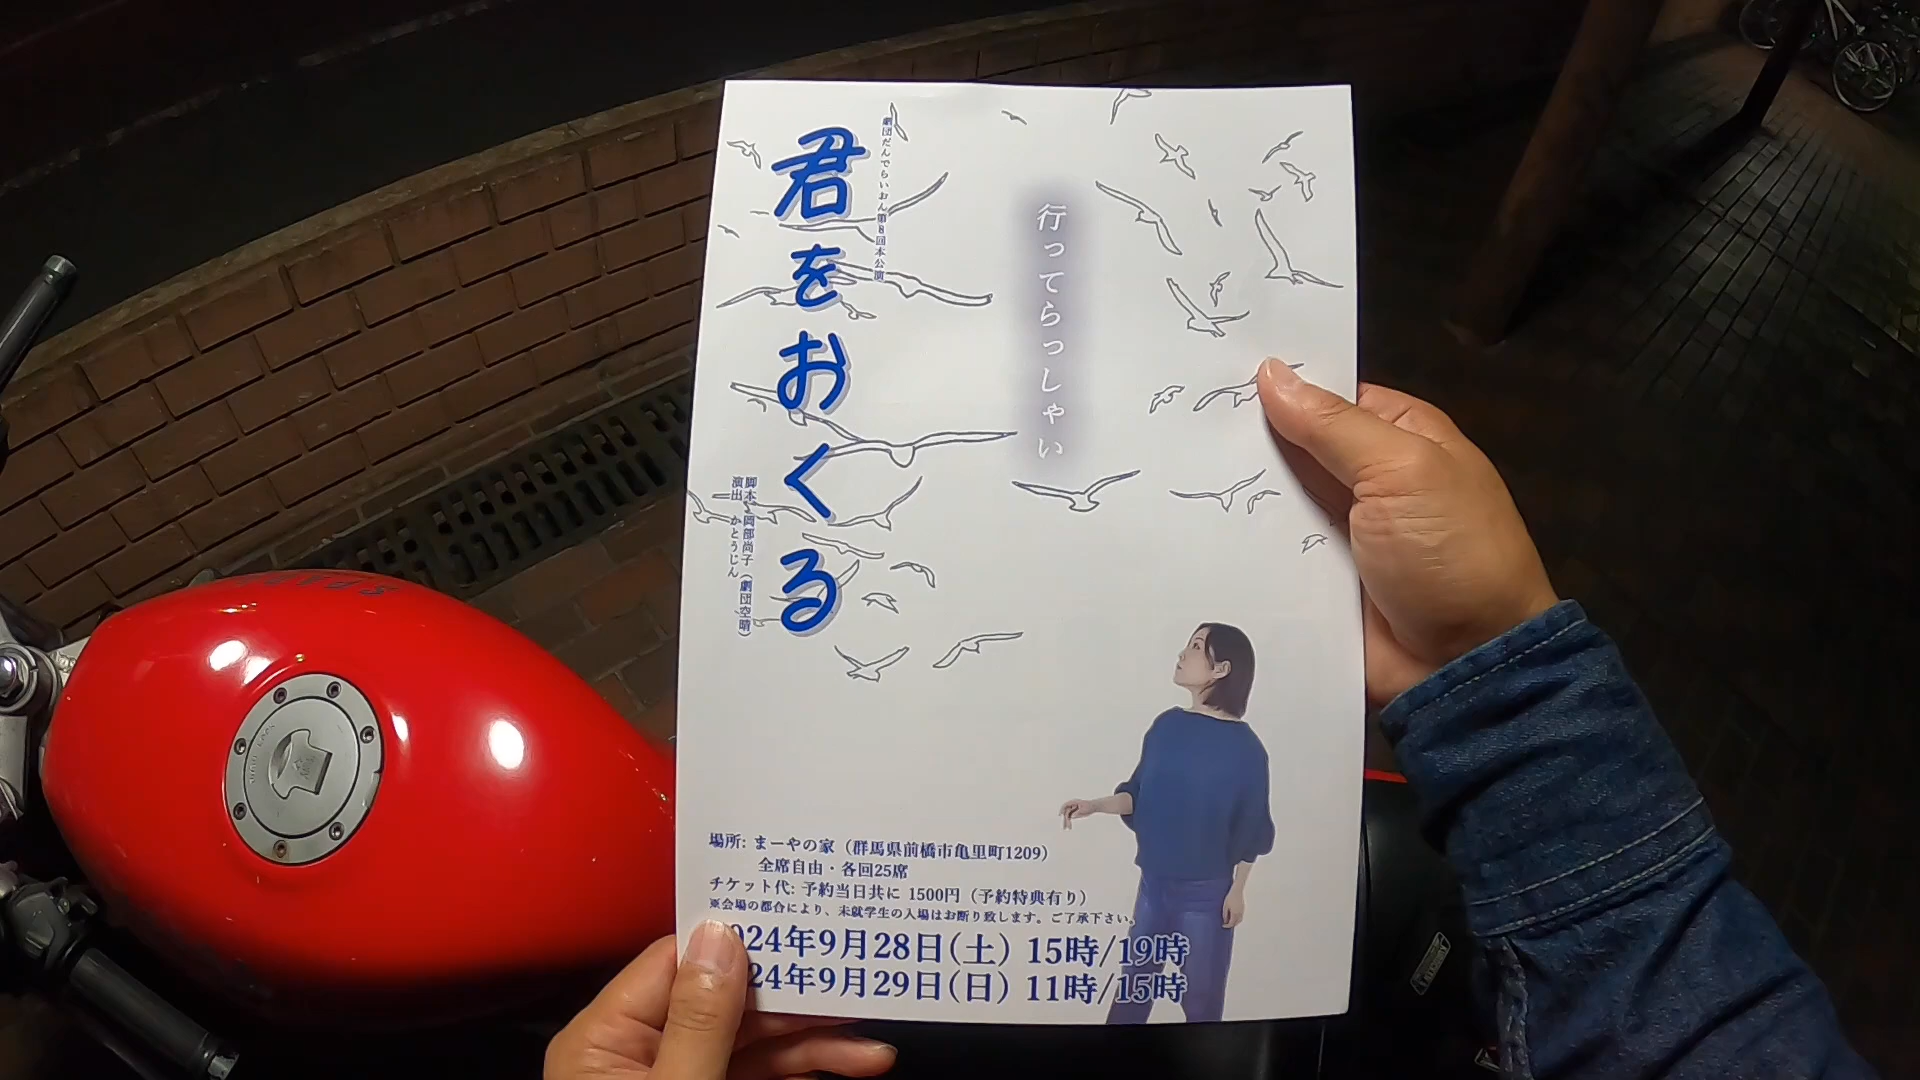 劇団だんでらいおん第8回本公演
君をおくる
行ってらっしゃい
脚本 岡部尚子（劇団空晴）
演出 かとうじん
場所: まーやの家（群馬県前橋市亀里町1209）
全席自由・各回25席
チケット代: 予約当日共に 1500円（予約特典有り）
※会場の都合により、未就学生の入場はお断り致します。ご了承下さい。
024年9月28日(土) 15時/19時
24年9月29日(日) 11時/15時
SPADA